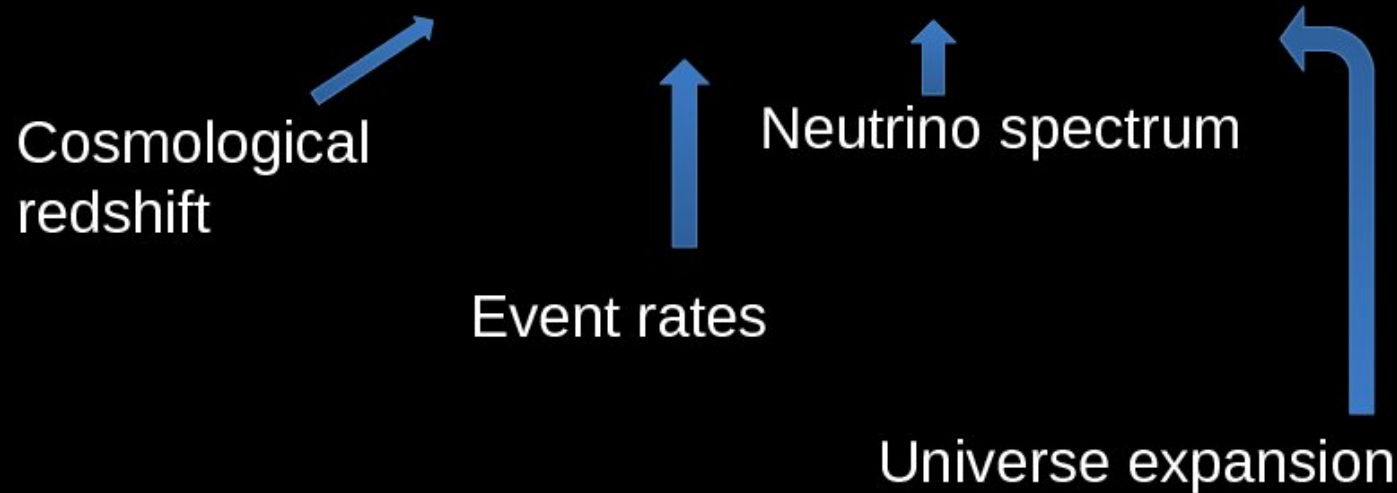 Cosmological
redshift
Neutrino spectrum
Event rates
Universe expansion